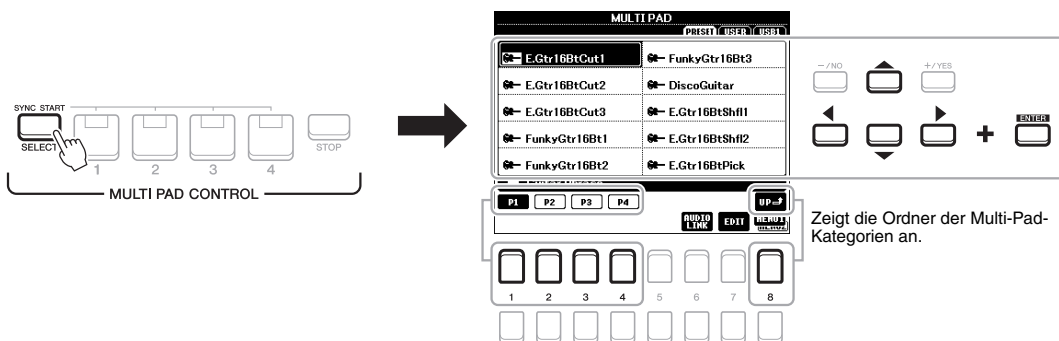 SYNC START
SELECT
1
2
3
4
STOP
MULTI PAD CONTROL
MULTI PAD
PRESET USER USB1
E.Gtr16BtCut1
FunkyGtr16Bt3
E.Gtr16BtCut2
DiscoGuitar
E.Gtr16BtCut3
E.Gtr16BtShfl1
FunkyGtr16Bt1
E.Gtr16BtShfl2
FunkyGtr16Bt2
E.Gtr16BtPick
P1 P2 P3 P4 UP
AUDIO LINK EDIT MENU1 MENU2
1 2 3 4 5 6 7 8
–/NO
+/YES
+
ENTER
Zeigt die Ordner der Multi-Pad-
Kategorien an.